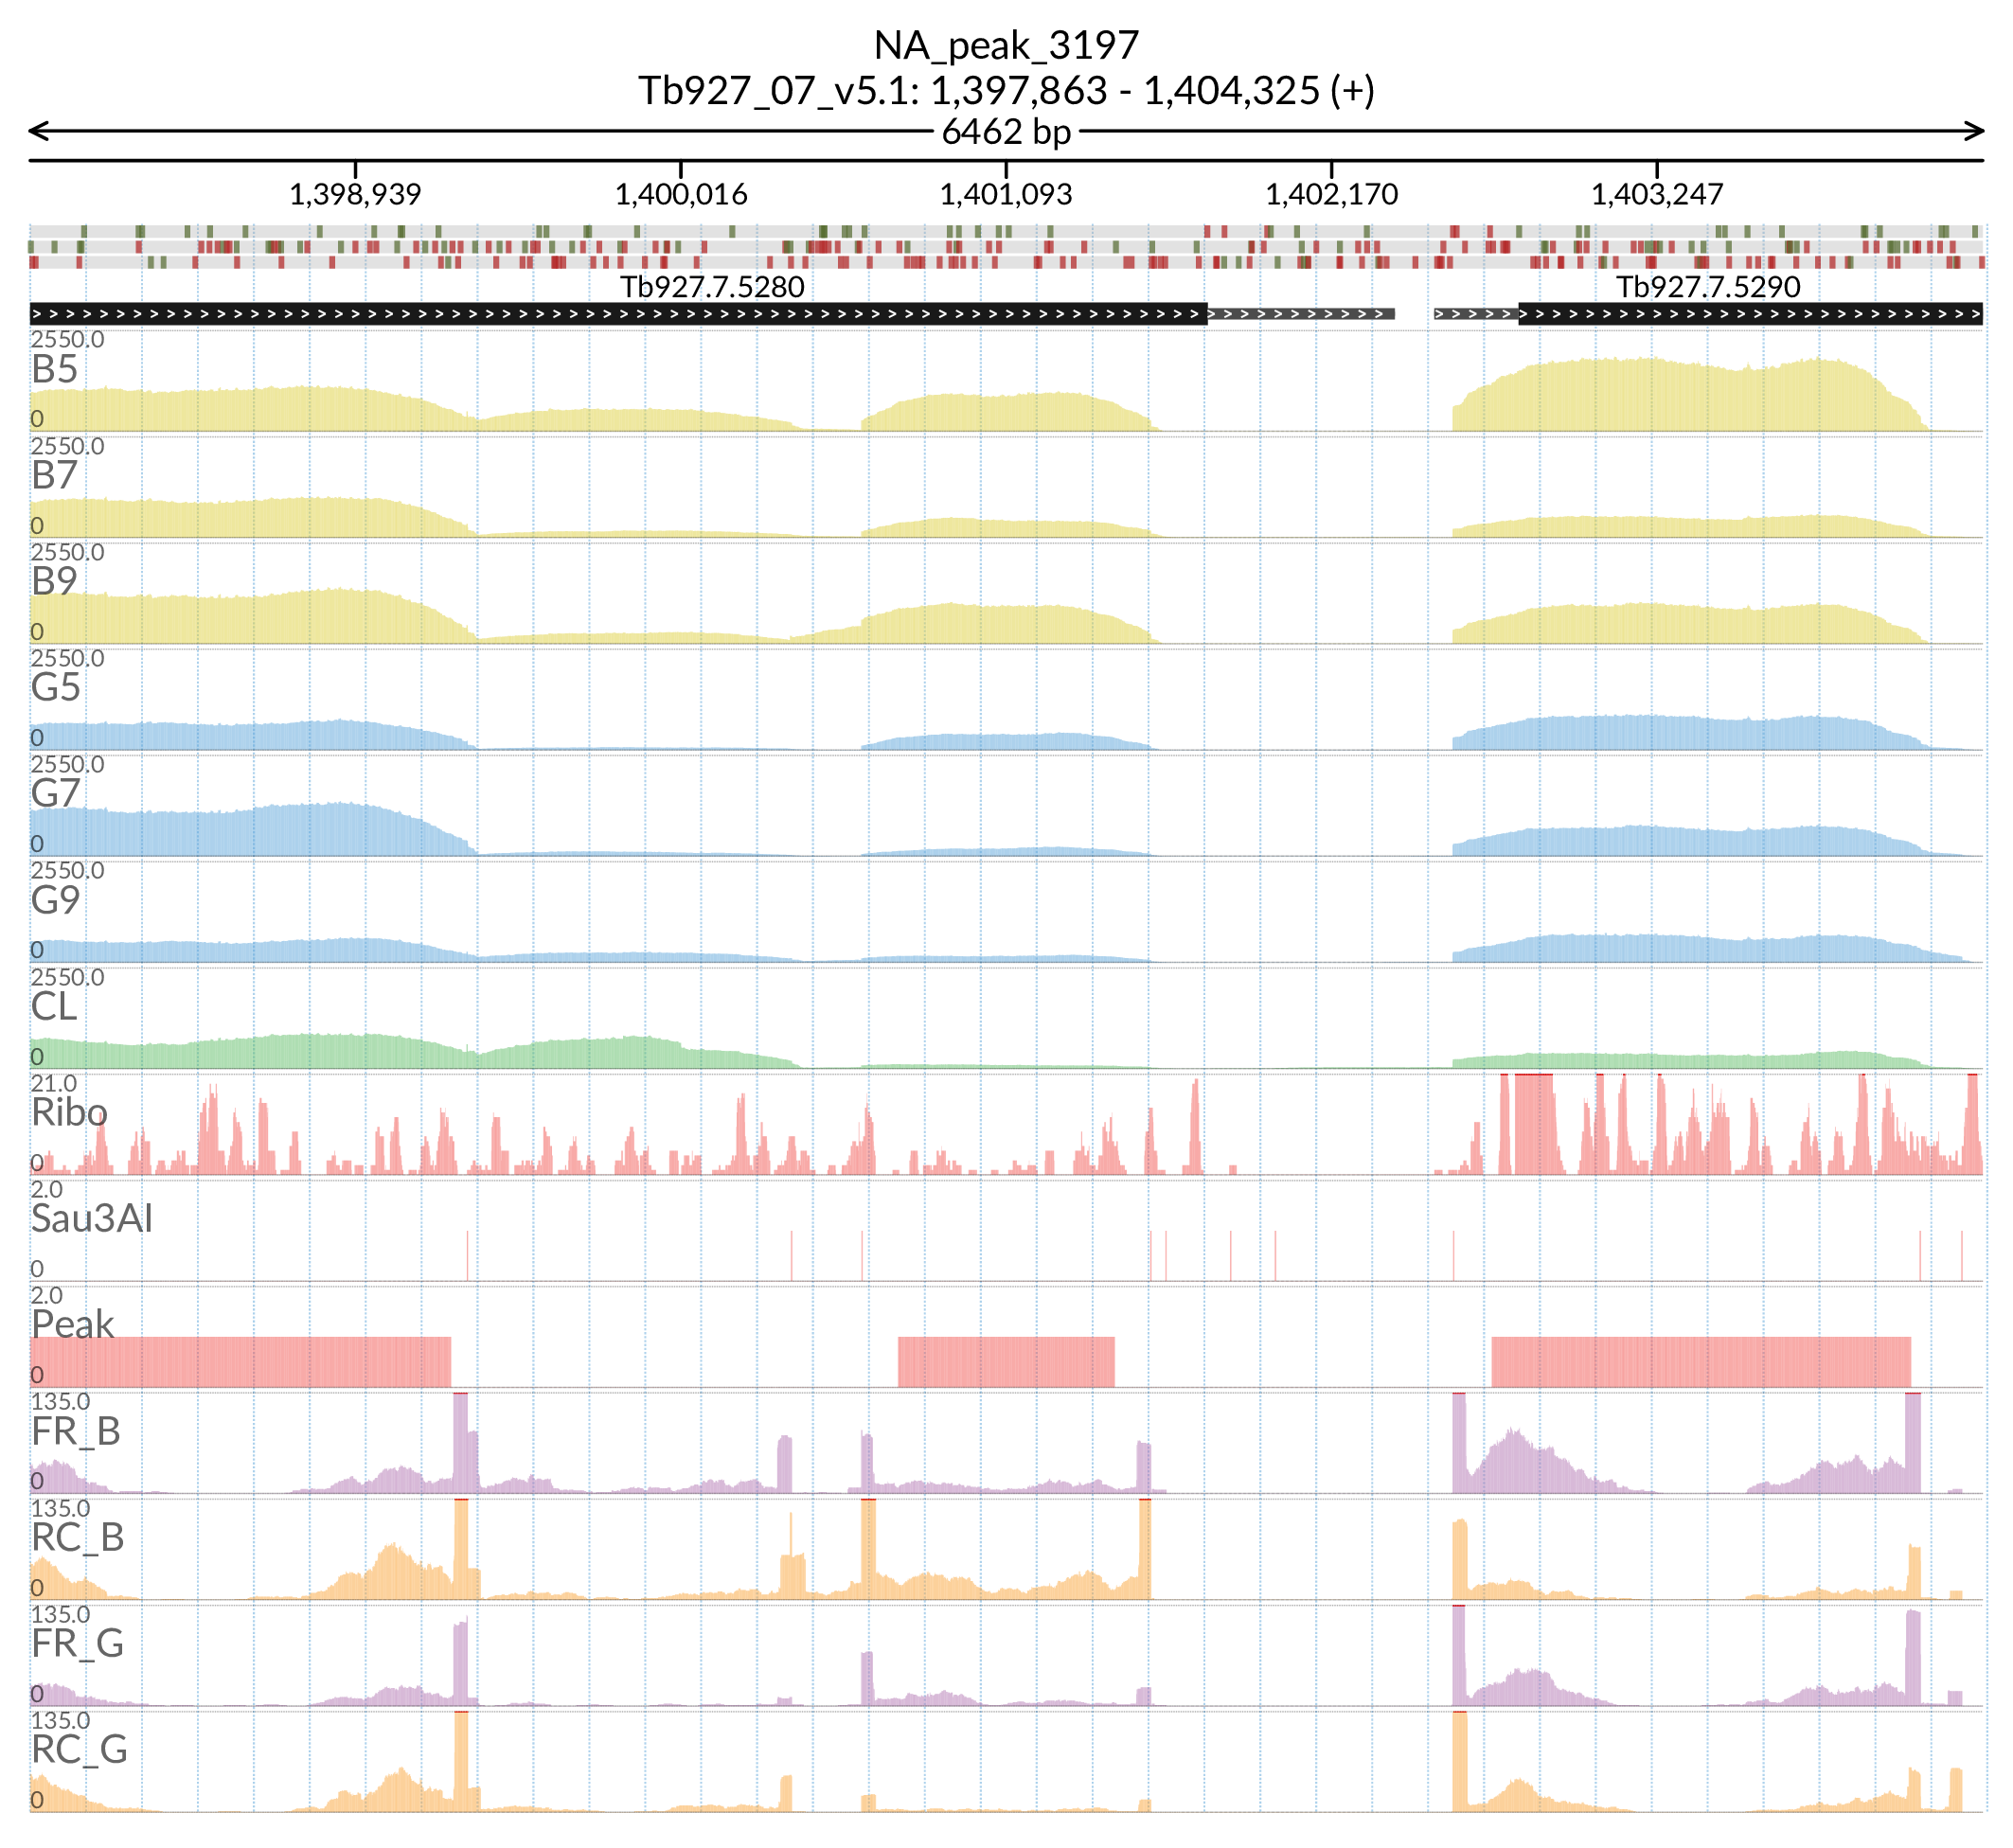 NA_peak_3197
Tb927_07_v5.1: 1,397,863 - 1,404,325 (+)
6462 bp
1,398,939 1,400,016 1,401,093 1,402,170 1,403,247
Tb927.7.5280 Tb927.7.5290
2550.0
B5
0
2550.0
B7
0
2550.0
B9
0
2550.0
G5
0
2550.0
G7
0
2550.0
G9
0
2550.0
CL
0
21.0
Ribo
0
2.0
Sau3AI
0
2.0
Peak
0
135.0
FR_B
0
135.0
RC_B
0
135.0
FR_G
0
135.0
RC_G
0